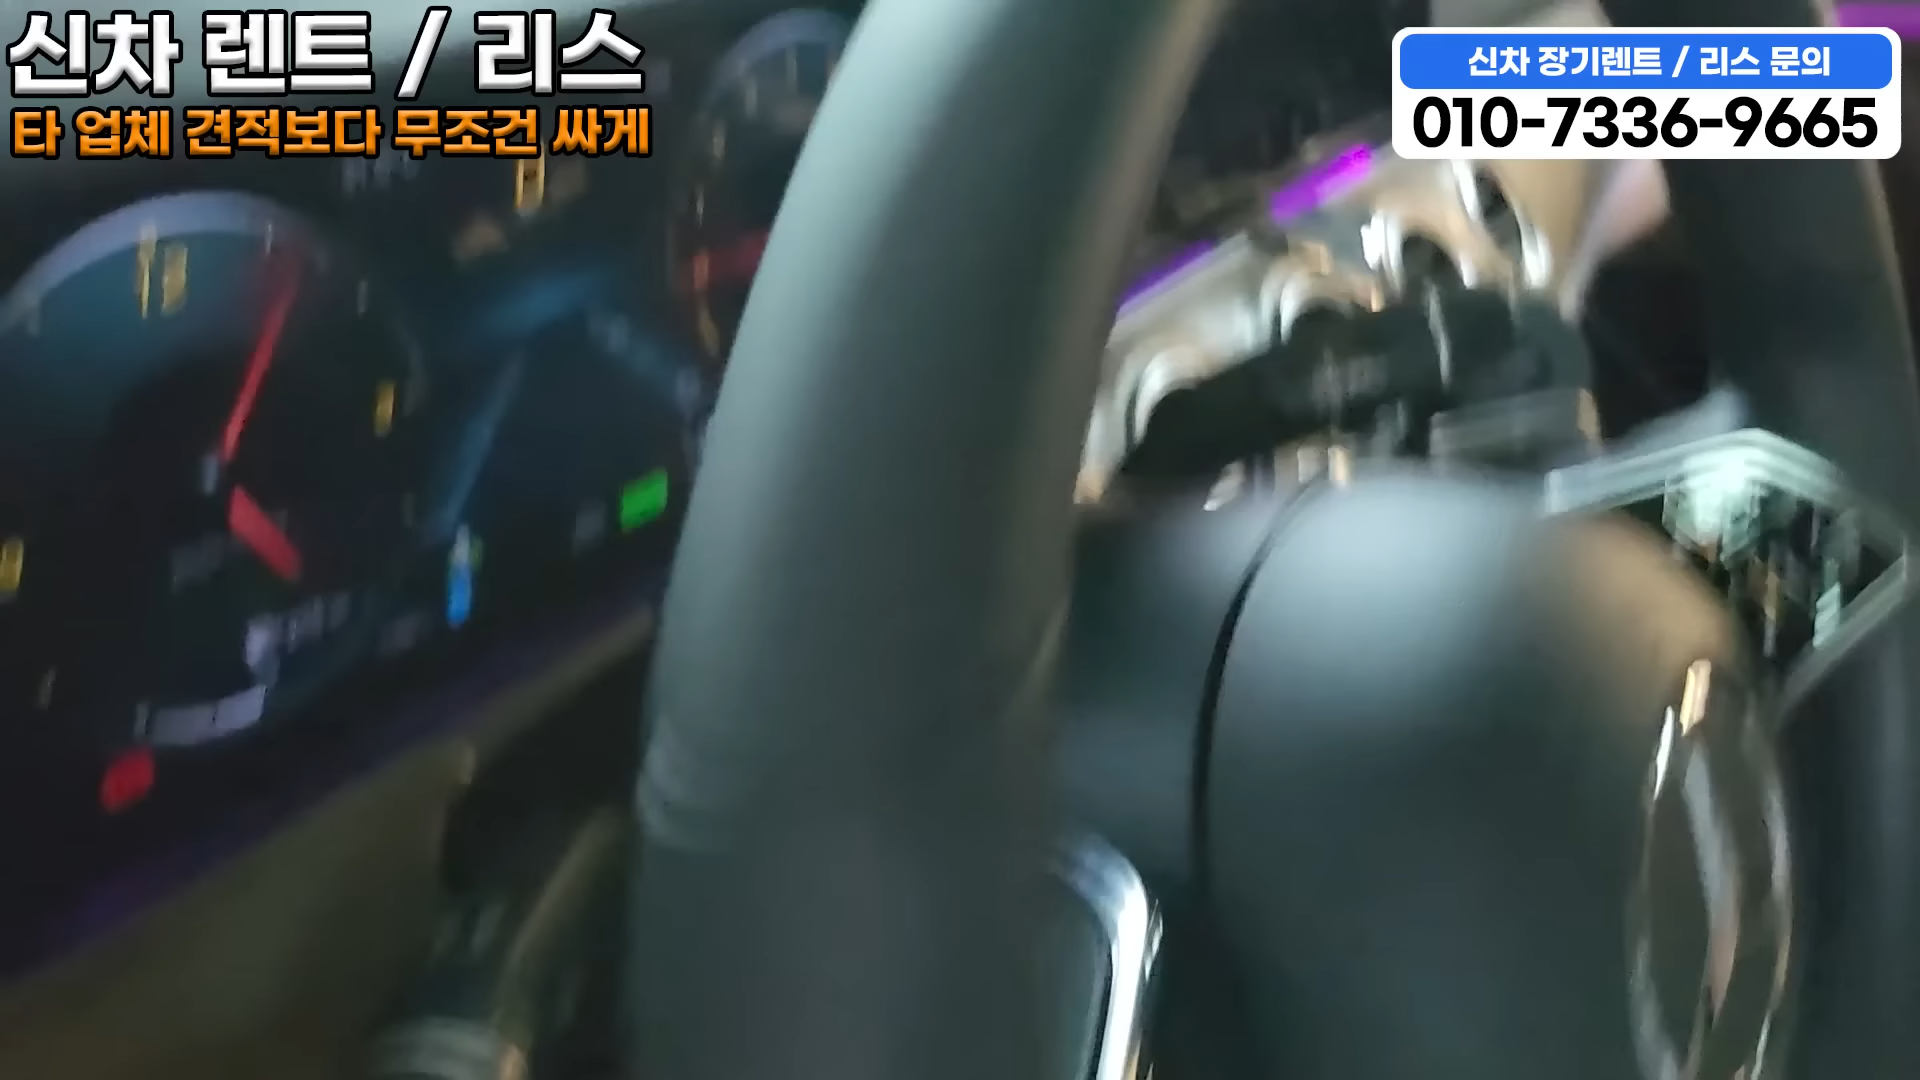 신차 렌트 / 리스
타 업체 견적보다 무조건 싸게
신차 장기렌트 / 리스 문의
010-7336-9665